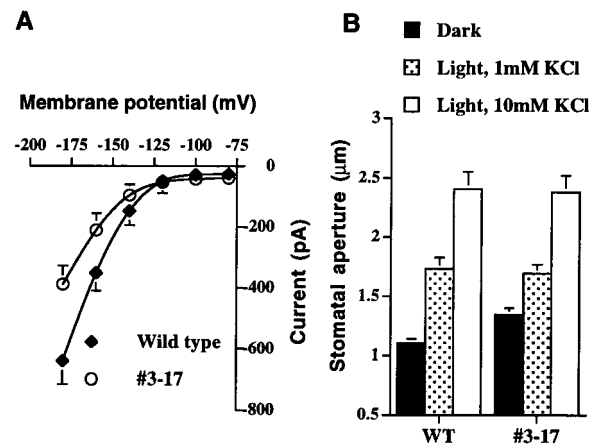 A
Membrane potential (mV)
-200 -175 -150 -125 -100 -75
0
-200
-400
-600
-800
Current (pA)
Wild type
#3-17
B
Dark
Light, 1mM KCl
Light, 10mM KCl
Stomatal aperture (µm)
3
2.5
2
1.5
1
0.5
WT #3-17